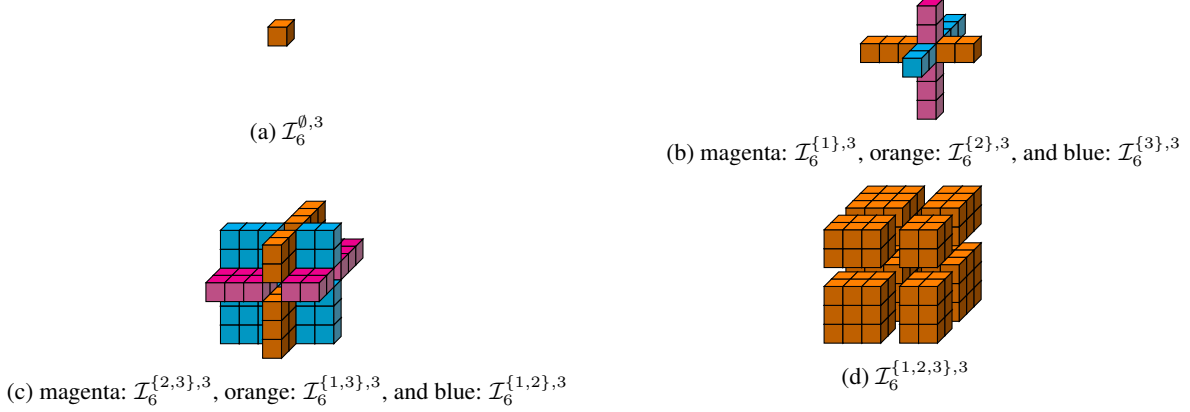 (a) $\mathcal{I}_6^{\emptyset,3}$
(b) magenta: $\mathcal{I}_6^{\{1\},3}$, orange: $\mathcal{I}_6^{\{2\},3}$, and blue: $\mathcal{I}_6^{\{3\},3}$
(c) magenta: $\mathcal{I}_6^{\{2,3\},3}$, orange: $\mathcal{I}_6^{\{1,3\},3}$, and blue: $\mathcal{I}_6^{\{1,2\},3}$
(d) $\mathcal{I}_6^{\{1,2,3\},3}$